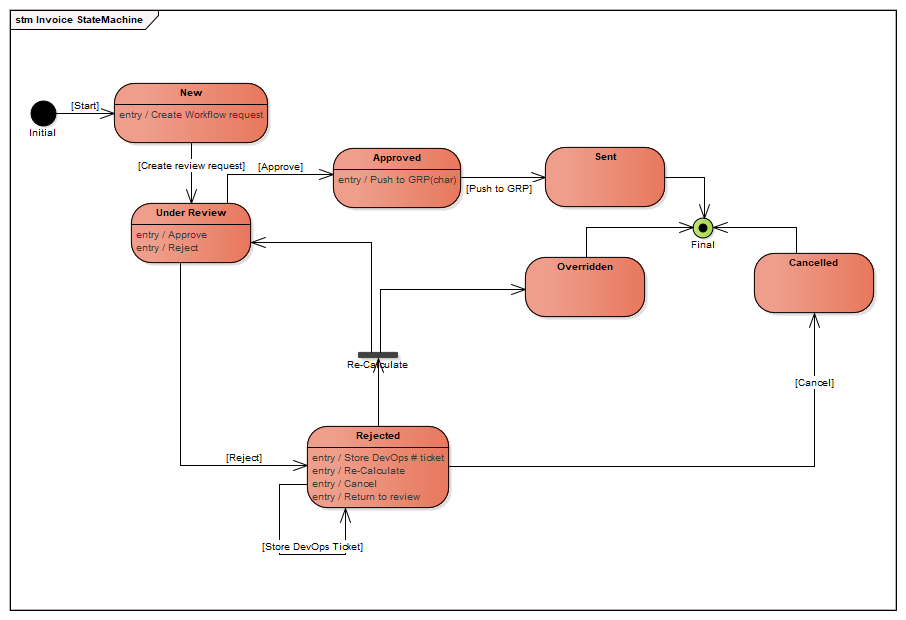 stm Invoice StateMachine
New
[Start]
entry / Create Workflow request
Initial
[Create review request]
[Approve]
Approved
entry / Push to GRP(char)
[Push to GRP]
Sent
Under Review
entry / Approve
entry / Reject
Final
Overridden
Cancelled
Re-Calculate
[Cancel]
Rejected
entry / Store DevOps # ticket
entry / Re-Calculate
entry / Cancel
entry / Return to review
[Reject]
[Store DevOps Ticket]